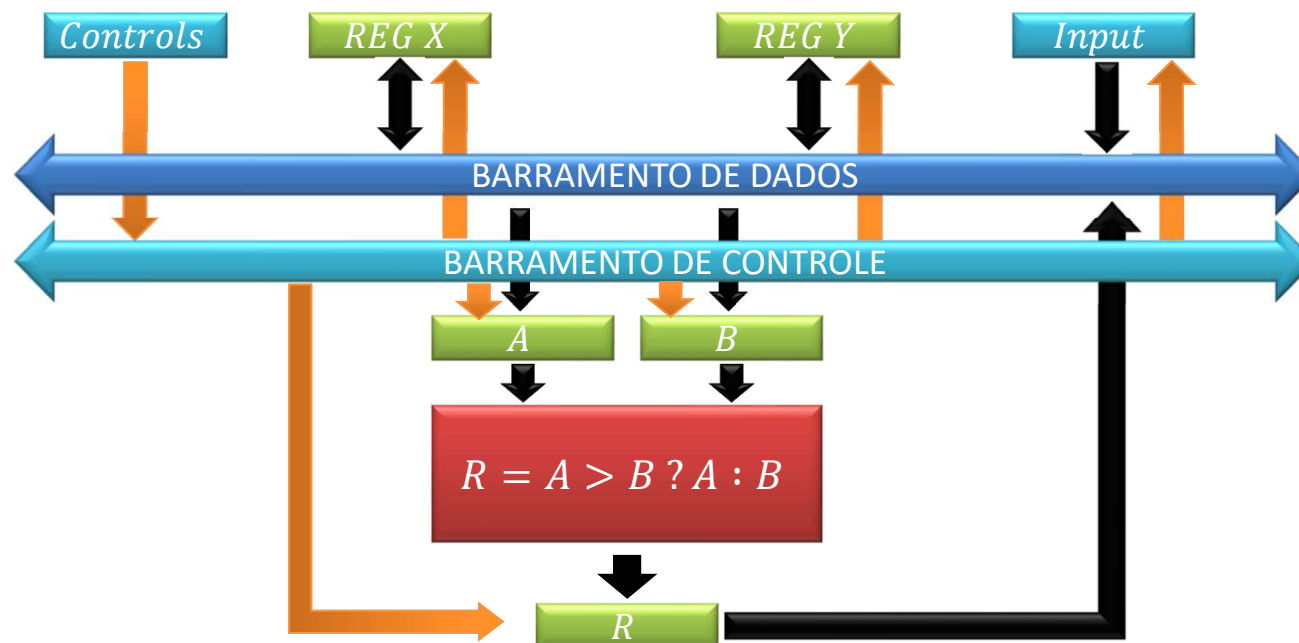 Controls
REG X
REG Y
Input
BARRAMENTO DE DADOS
BARRAMENTO DE CONTROLE
A
B
R = A > B ? A : B
R